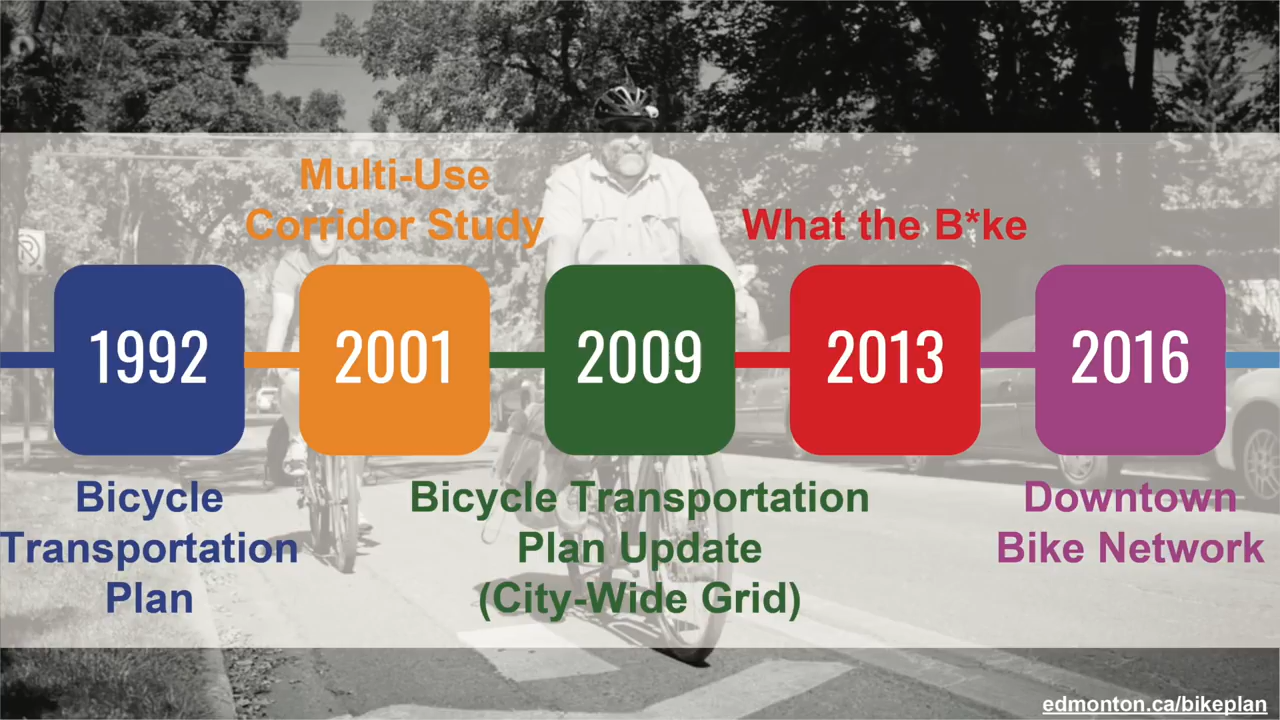 Multi-Use
Corridor Study
What the B*ke
1992
2001
2009
2013
2016
Bicycle
Transportation
Plan
Bicycle Transportation
Plan Update
(City-Wide Grid)
Downtown
Bike Network
edmonton.ca/bikeplan